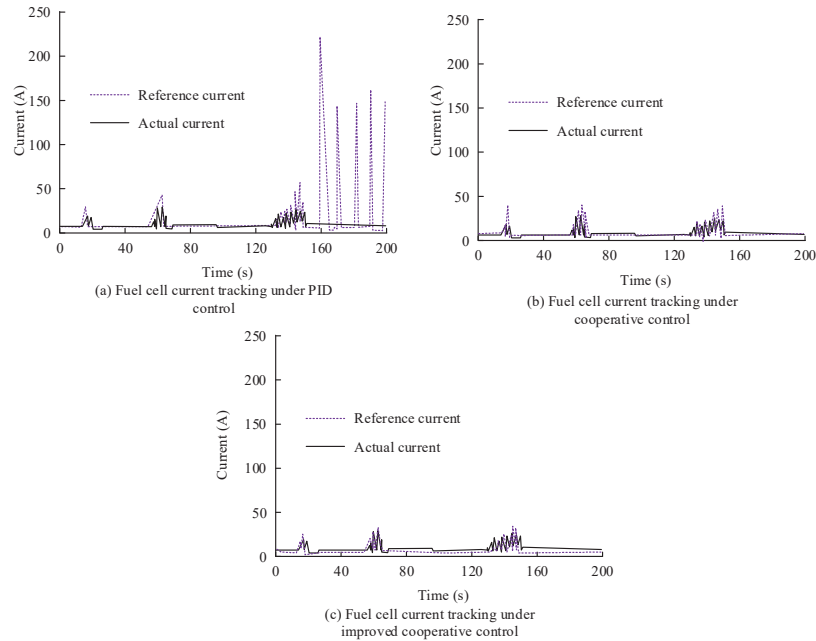 250
200
150
100
50
0
Current (A)
Reference current
Actual current
0 40 80 120 160 200
Time (s)
(a) Fuel cell current tracking under PID
control
250
200
150
100
50
0
Current (A)
Reference current
Actual current
0 40 80 120 160 200
Time (s)
(b) Fuel cell current tracking under
cooperative control
250
200
150
100
50
0
Current (A)
Reference current
Actual current
0 40 80 120 160 200
Time (s)
(c) Fuel cell current tracking under
improved cooperative control